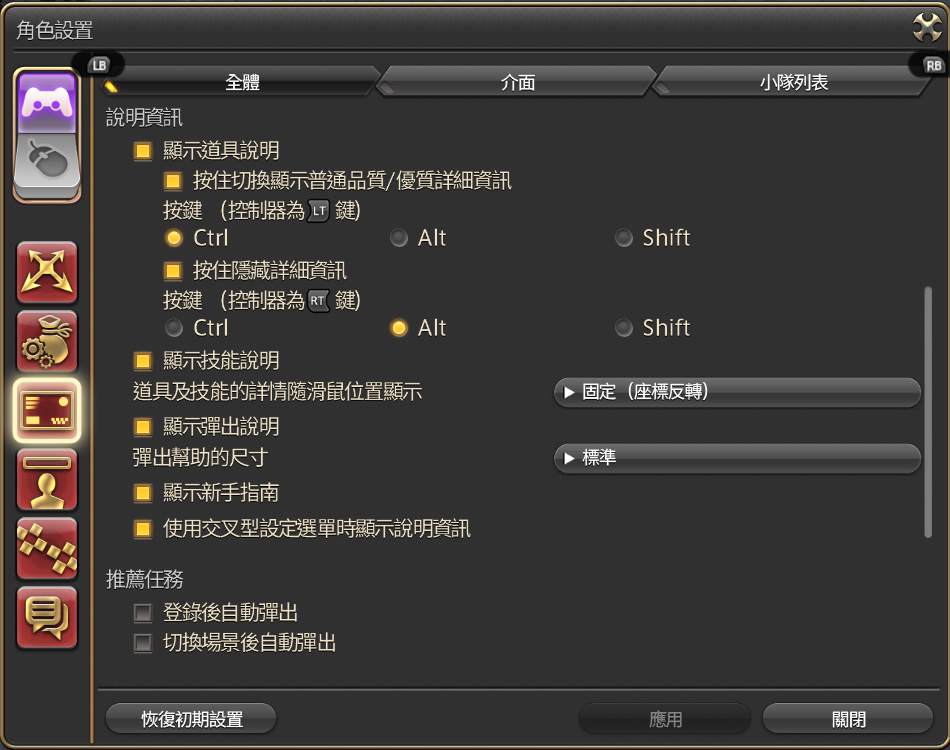 角色設置
LB
RB
全體
介面
小隊列表
說明資訊
顯示道具說明
按住切換顯示普通品質/優質詳細資訊
按鍵 (控制器為 LT 鍵)
Ctrl Alt Shift
按住隱藏詳細資訊
按鍵 (控制器為 RT 鍵)
Ctrl Alt Shift
顯示技能說明
道具及技能的詳情隨滑鼠位置顯示 固定 (座標反轉)
顯示彈出說明
彈出幫助的尺寸 標準
顯示新手指南
使用交叉型設定選單時顯示說明資訊
推薦任務
登錄後自動彈出
切換場景後自動彈出
恢復初期設置 應用 關閉